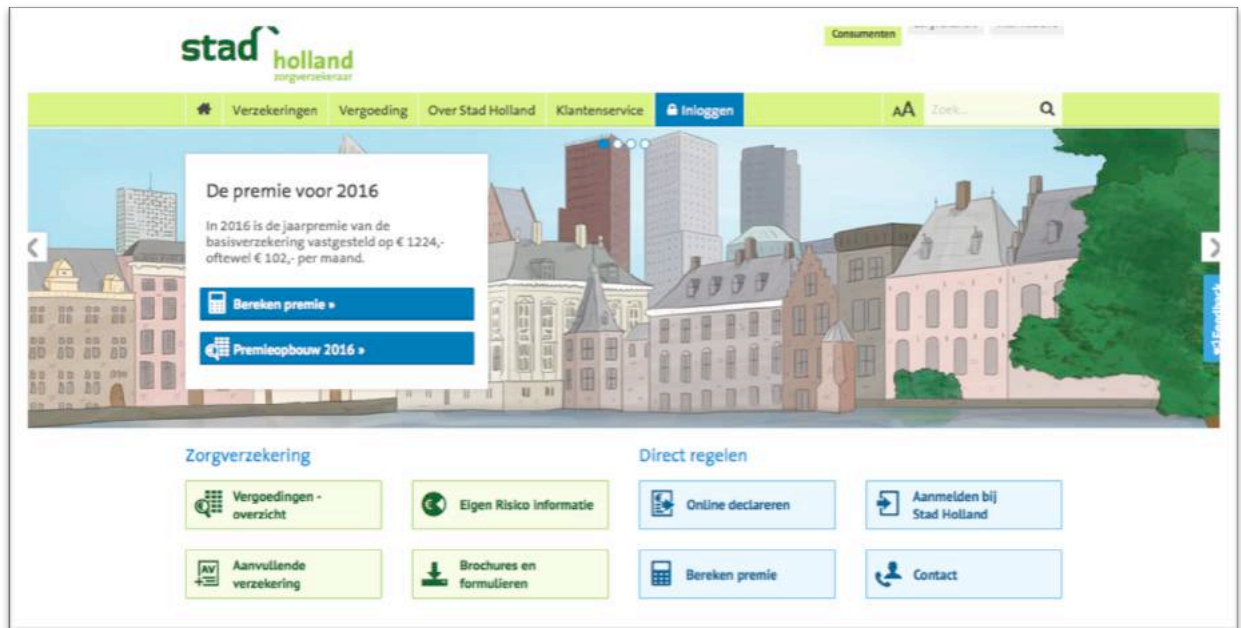 stad
holland
zorgverzekeraar
Consumenten
Verzekeringen Vergoeding Over Stad Holland Klantenservice Inloggen AA Zoek...
De premie voor 2016
In 2016 is de jaarpremie van de
basisverzekering vastgesteld op € 1224,-
oftewel € 102,- per maand.
Bereken premie »
Premieopbouw 2016 »
Feedback
Zorgverzekering
Vergoedingen -
overzicht
Eigen Risico informatie
AV
Aanvullende
verzekering
Brochures en
formulieren
Direct regelen
Online declareren
Aanmelden bij
Stad Holland
Bereken premie
Contact